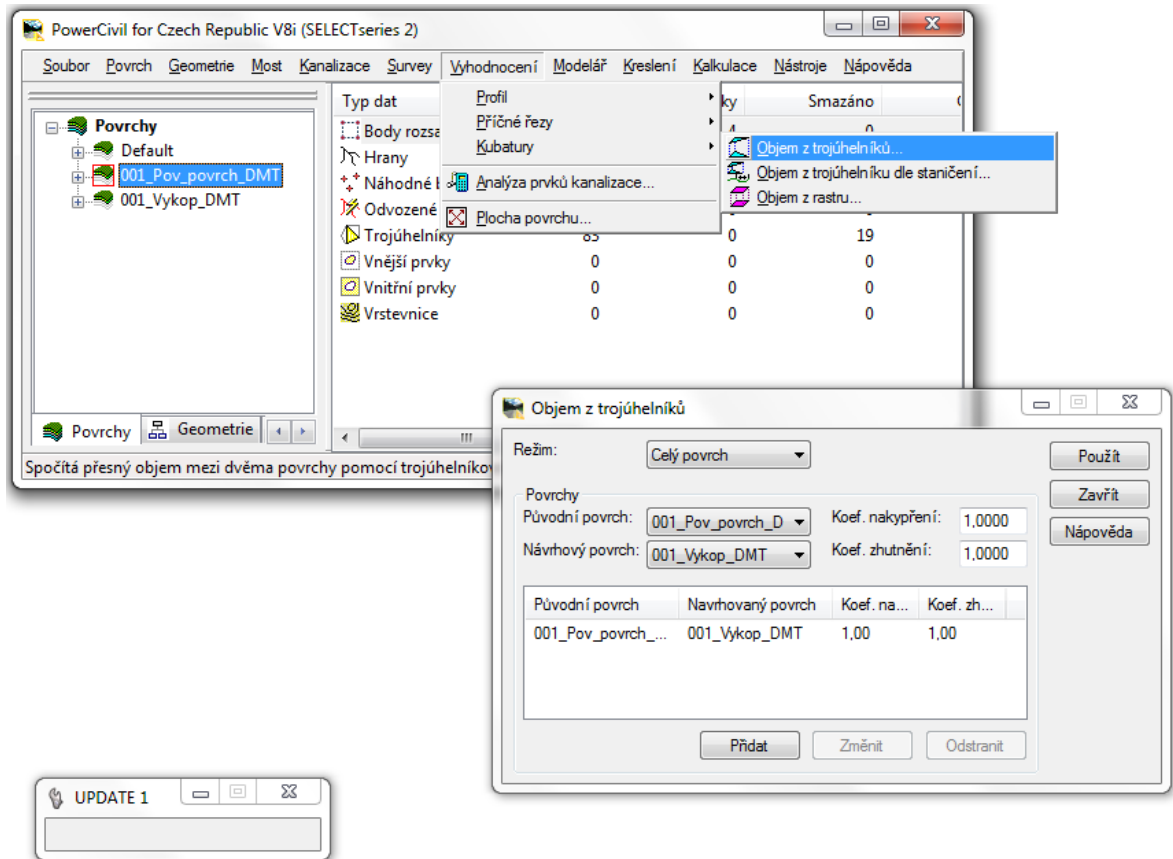 PowerCivil for Czech Republic V8i (SELECTseries 2)
Soubor Povrch Geometrie Most Kanalizace Survey Vyhodnocení Modelář Kreslení Kalkulace Nástroje Nápověda
Povrchy
Default
001_Pov_povrch_DMT
001_Vykop_DMT
Typ dat ky Smazáno
Body rozsa 4 0
Hrany
Náhodné
Odvozené
Trojúhelníky 85 0 19
Vnější prvky 0 0 0
Vnitřní prvky 0 0 0
Vrstevnice 0 0 0
Profil
Příčné řezy
Kubatury
Analýza prvků kanalizace...
Plocha povrchu...
Objem z trojúhelníků...
Objem z trojúhelníku dle staničení...
Objem z rastru...
Povrchy Geometrie
Spočítá přesný objem mezi dvěma povrchy pomocí trojúhelníkov
Objem z trojúhelníků
Režim: Celý povrch Použít
Povrchy Zavřít
Původní povrch: 001_Pov_povrch_D Koef. nakypření: 1,0000 Nápověda
Návrhový povrch: 001_Vykop_DMT Koef. zhutnění: 1,0000
Původní povrch Navrhovaný povrch Koef. na... Koef. zh...
001_Pov_povrch_... 001_Vykop_DMT 1,00 1,00
Přidat Změnit Odstranit
UPDATE 1